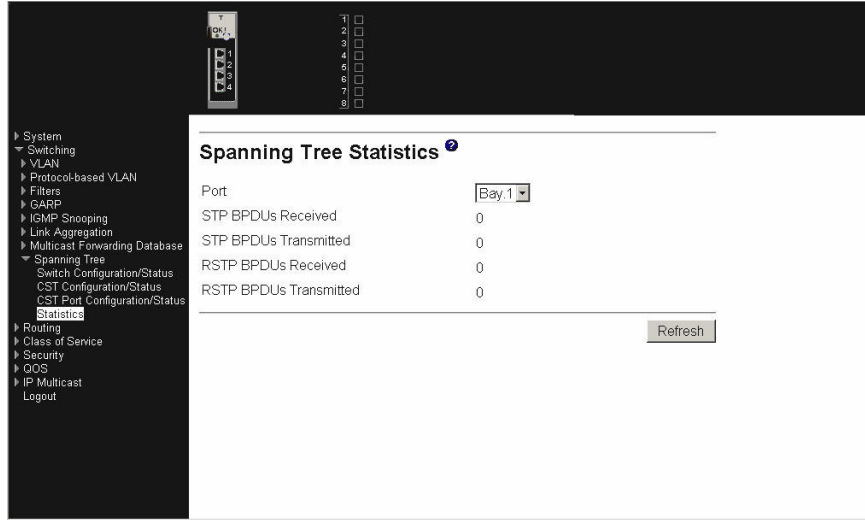 OK!
1
2
3
4
1
2
3
4
5
6
7
8
System
Switching
VLAN
Protocol-based VLAN
Filters
GARP
IGMP Snooping
Link Aggregation
Multicast Forwarding Database
Spanning Tree
Switch Configuration/Status
CST Configuration/Status
CST Port Configuration/Status
Statistics
Routing
Class of Service
Security
QOS
IP Multicast
Logout
Spanning Tree Statistics ?
Port Bay.1
STP BPDUs Received 0
STP BPDUs Transmitted 0
RSTP BPDUs Received 0
RSTP BPDUs Transmitted 0
Refresh